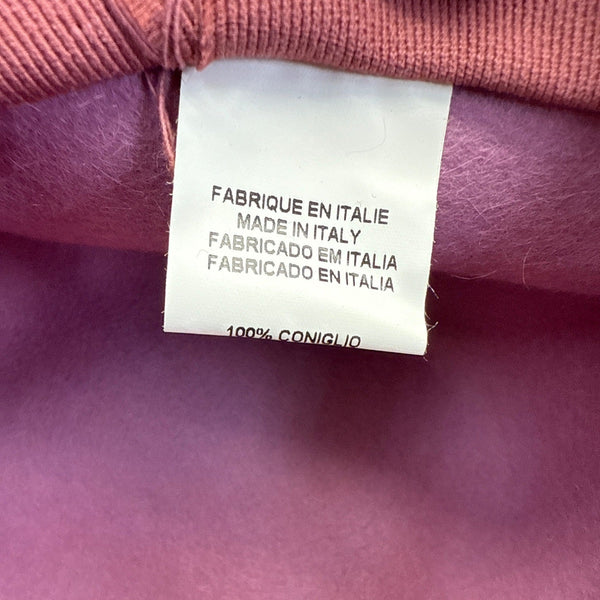 FABRIQUE EN ITALIE
MADE IN ITALY
FABRICADO EM ITALIA
FABRICADO EN ITALIA
100% CONIGLIO